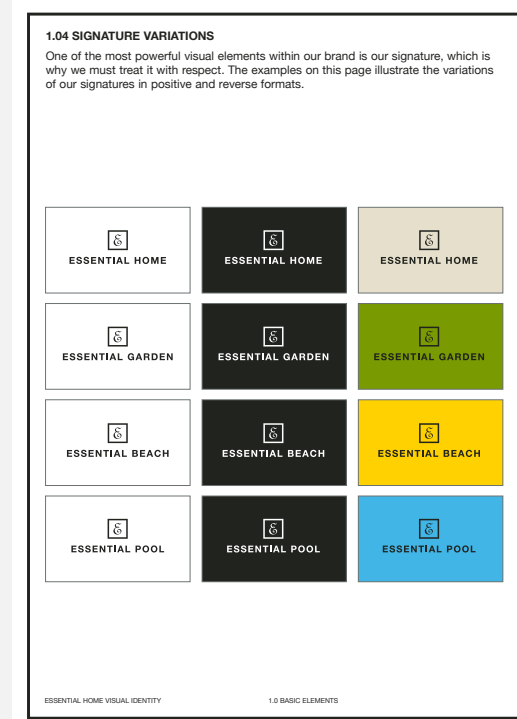 1.04 SIGNATURE VARIATIONS
One of the most powerful visual elements within our brand is our signature, which is
why we must treat it with respect. The examples on this page illustrate the variations
of our signatures in positive and reverse formats.
E E E
ESSENTIAL HOME ESSENTIAL HOME ESSENTIAL HOME
E E E
ESSENTIAL GARDEN ESSENTIAL GARDEN ESSENTIAL GARDEN
E E E
ESSENTIAL BEACH ESSENTIAL BEACH ESSENTIAL BEACH
E E E
ESSENTIAL POOL ESSENTIAL POOL ESSENTIAL POOL
ESSENTIAL HOME VISUAL IDENTITY 1.0 BASIC ELEMENTS